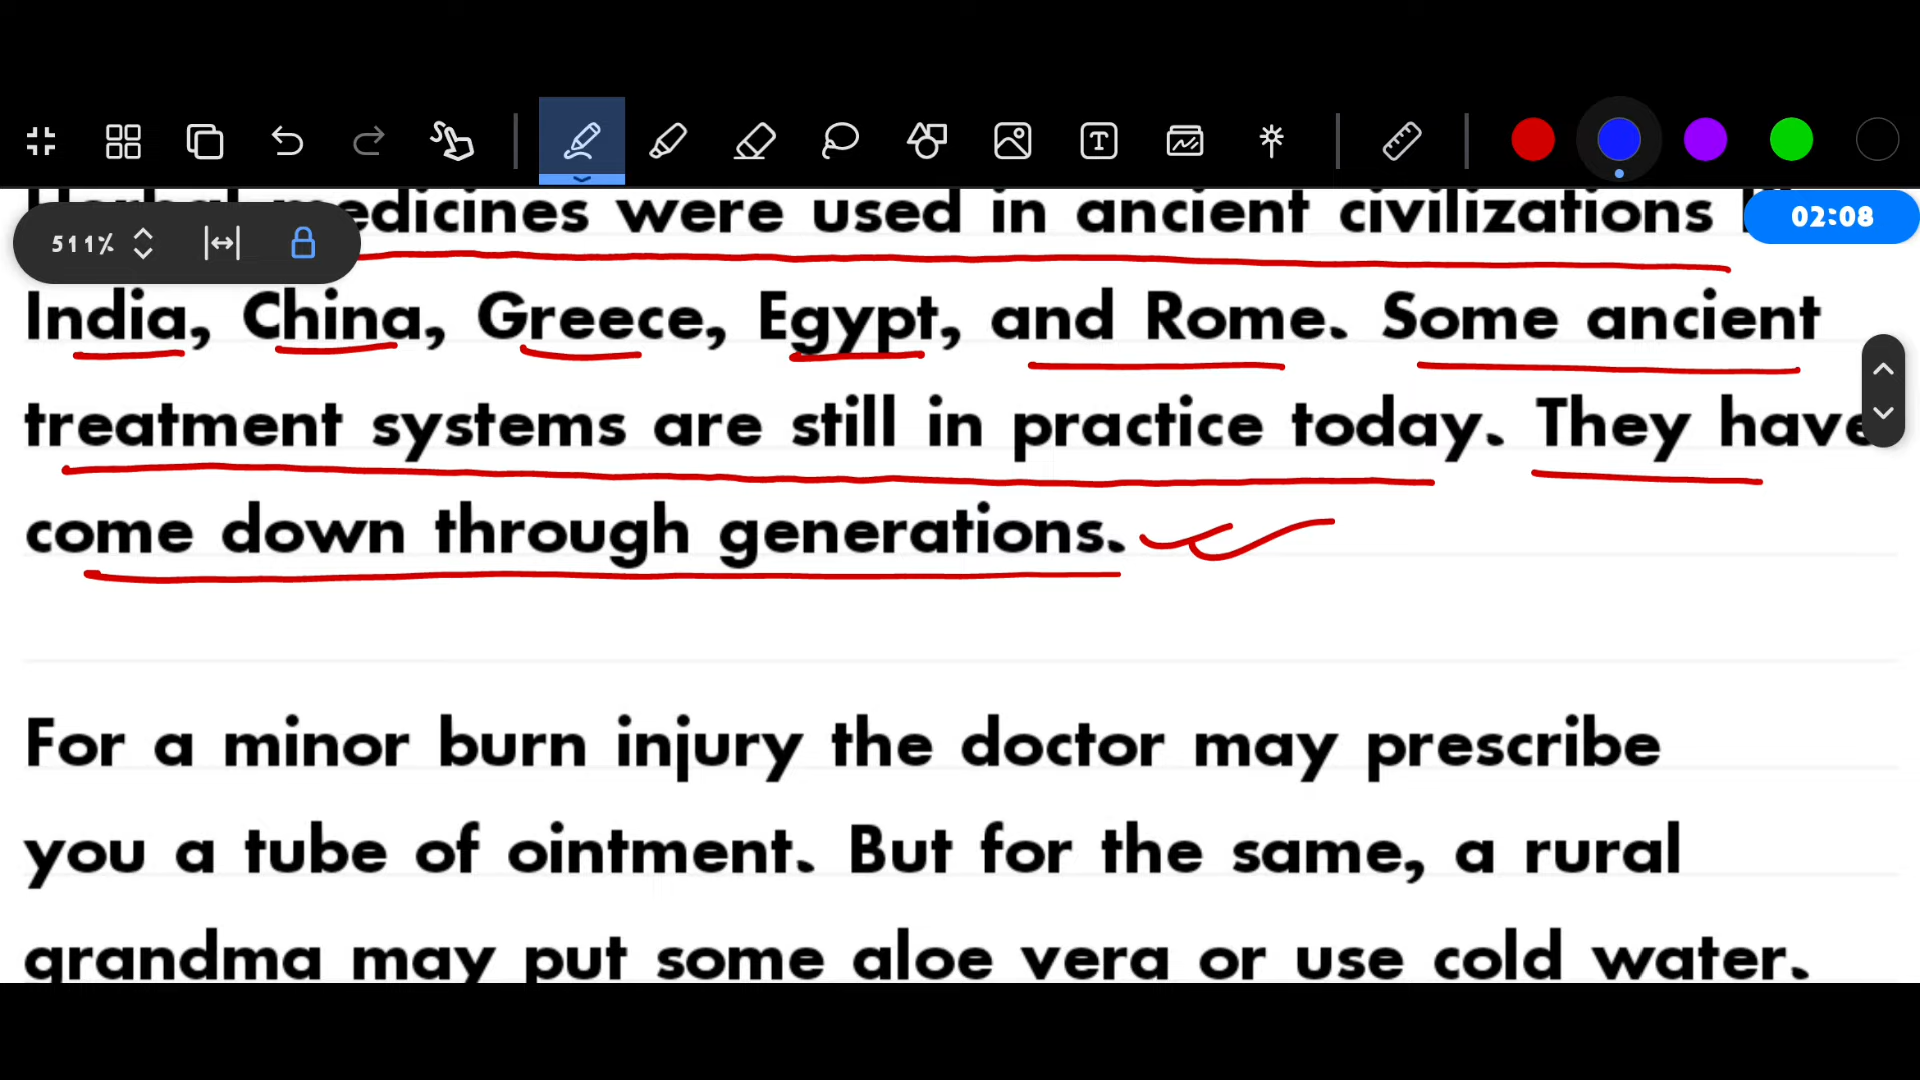 02:08
511%
Herbal medicines were used in ancient civilizations
India, China, Greece, Egypt, and Rome. Some ancient
treatment systems are still in practice today. They have
come down through generations.
For a minor burn injury the doctor may prescribe
you a tube of ointment. But for the same, a rural
grandma may put some aloe vera or use cold water.